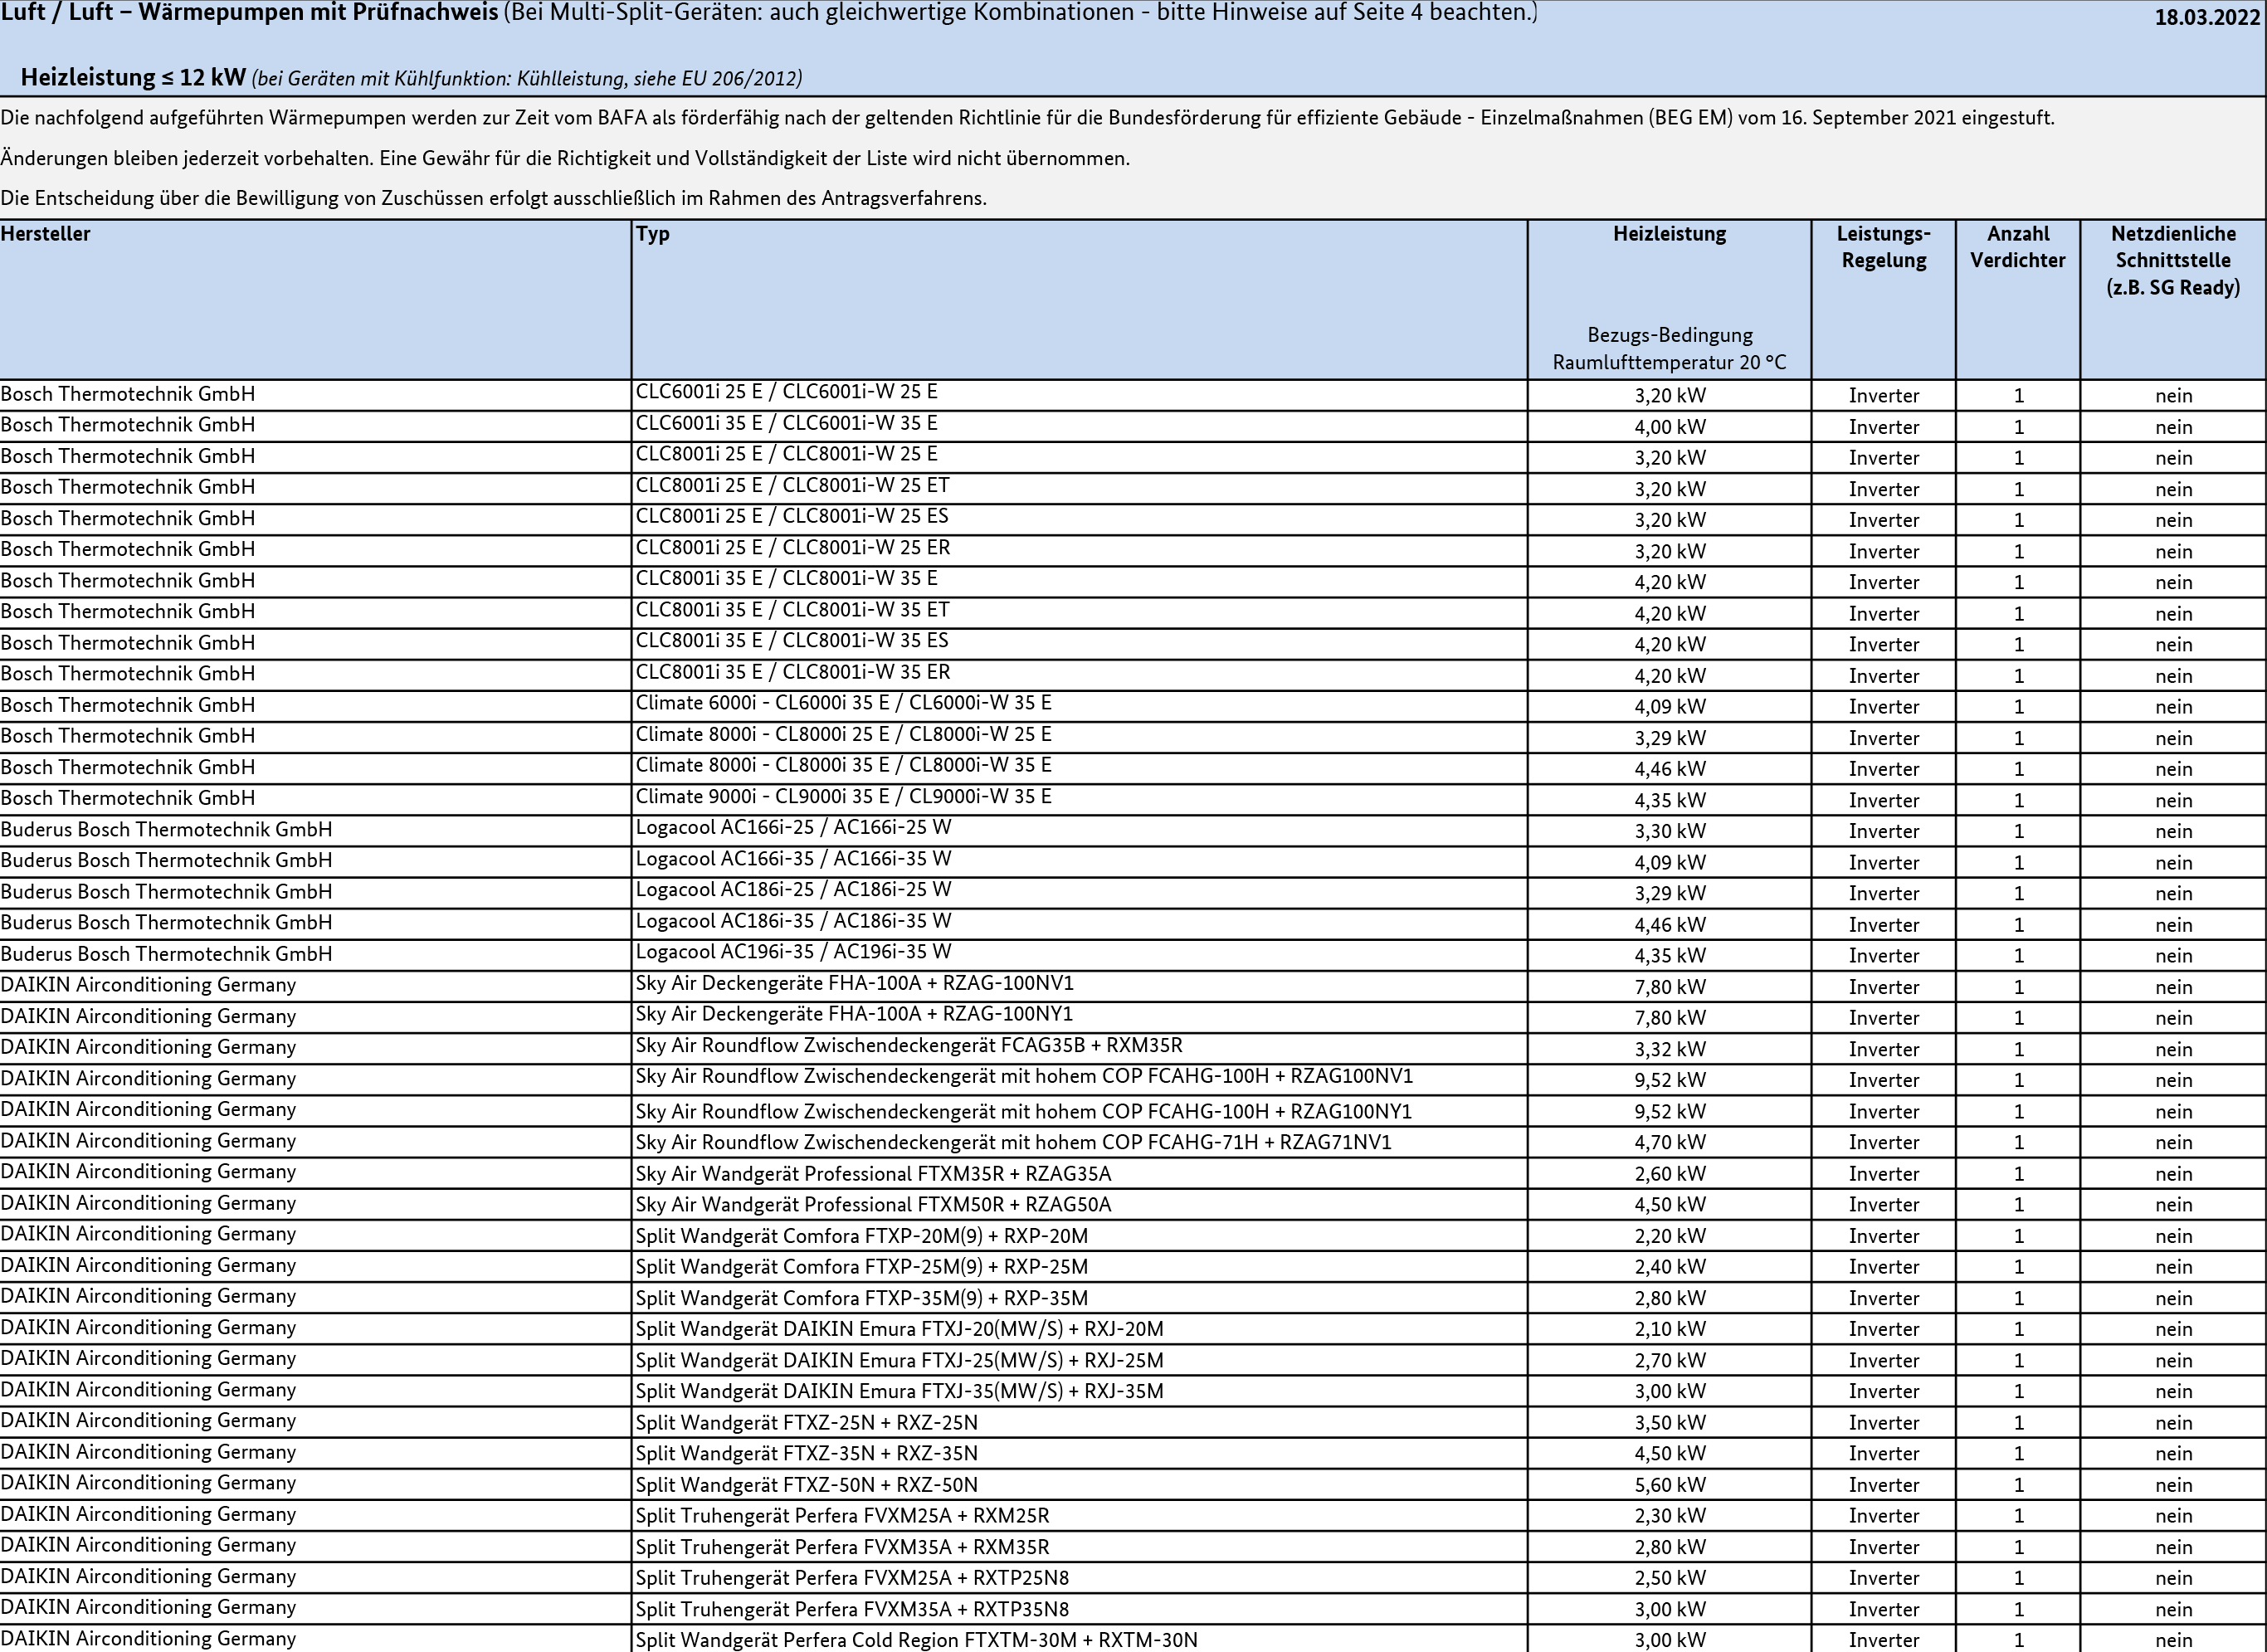 Luft / Luft – Wärmepumpen mit Prüfnachweis (Bei Multi-Split-Geräten: auch gleichwertige Kombinationen - bitte Hinweise auf Seite 4 beachten.) 18.03.2022
Heizleistung ≤ 12 kW (bei Geräten mit Kühlfunktion: Kühlleistung, siehe EU 206/2012)
Die nachfolgend aufgeführten Wärmepumpen werden zur Zeit vom BAFA als förderfähig nach der geltenden Richtlinie für die Bundesförderung für effiziente Gebäude - Einzelmaßnahmen (BEG EM) vom 16. September 2021 eingestuft.
Änderungen bleiben jederzeit vorbehalten. Eine Gewähr für die Richtigkeit und Vollständigkeit der Liste wird nicht übernommen.
Die Entscheidung über die Bewilligung von Zuschüssen erfolgt ausschließlich im Rahmen des Antragsverfahrens.
Hersteller Typ Heizleistung Leistungs- Anzahl Netzdienliche
Regelung Verdichter Schnittstelle
(z.B. SG Ready)
Bezugs-Bedingung
Raumlufttemperatur 20 °C
Bosch Thermotechnik GmbH CLC6001i 25 E / CLC6001i-W 25 E 3,20 kW Inverter 1 nein
Bosch Thermotechnik GmbH CLC6001i 35 E / CLC6001i-W 35 E 4,00 kW Inverter 1 nein
Bosch Thermotechnik GmbH CLC8001i 25 E / CLC8001i-W 25 E 3,20 kW Inverter 1 nein
Bosch Thermotechnik GmbH CLC8001i 25 E / CLC8001i-W 25 ET 3,20 kW Inverter 1 nein
Bosch Thermotechnik GmbH CLC8001i 25 E / CLC8001i-W 25 ES 3,20 kW Inverter 1 nein
Bosch Thermotechnik GmbH CLC8001i 25 E / CLC8001i-W 25 ER 3,20 kW Inverter 1 nein
Bosch Thermotechnik GmbH CLC8001i 35 E / CLC8001i-W 35 E 4,20 kW Inverter 1 nein
Bosch Thermotechnik GmbH CLC8001i 35 E / CLC8001i-W 35 ET 4,20 kW Inverter 1 nein
Bosch Thermotechnik GmbH CLC8001i 35 E / CLC8001i-W 35 ES 4,20 kW Inverter 1 nein
Bosch Thermotechnik GmbH CLC8001i 35 E / CLC8001i-W 35 ER 4,20 kW Inverter 1 nein
Bosch Thermotechnik GmbH Climate 6000i - CL6000i 35 E / CL6000i-W 35 E 4,09 kW Inverter 1 nein
Bosch Thermotechnik GmbH Climate 8000i - CL8000i 25 E / CL8000i-W 25 E 3,29 kW Inverter 1 nein
Bosch Thermotechnik GmbH Climate 8000i - CL8000i 35 E / CL8000i-W 35 E 4,46 kW Inverter 1 nein
Bosch Thermotechnik GmbH Climate 9000i - CL9000i 35 E / CL9000i-W 35 E 4,35 kW Inverter 1 nein
Buderus Bosch Thermotechnik GmbH Logacool AC166i-25 / AC166i-25 W 3,30 kW Inverter 1 nein
Buderus Bosch Thermotechnik GmbH Logacool AC166i-35 / AC166i-35 W 4,09 kW Inverter 1 nein
Buderus Bosch Thermotechnik GmbH Logacool AC186i-25 / AC186i-25 W 3,29 kW Inverter 1 nein
Buderus Bosch Thermotechnik GmbH Logacool AC186i-35 / AC186i-35 W 4,46 kW Inverter 1 nein
Buderus Bosch Thermotechnik GmbH Logacool AC196i-35 / AC196i-35 W 4,35 kW Inverter 1 nein
DAIKIN Airconditioning Germany Sky Air Deckengeräte FHA-100A + RZAG-100NV1 7,80 kW Inverter 1 nein
DAIKIN Airconditioning Germany Sky Air Deckengeräte FHA-100A + RZAG-100NY1 7,80 kW Inverter 1 nein
DAIKIN Airconditioning Germany Sky Air Roundflow Zwischendeckengerät FCAG35B + RXM35R 3,32 kW Inverter 1 nein
DAIKIN Airconditioning Germany Sky Air Roundflow Zwischendeckengerät mit hohem COP FCAHG-100H + RZAG100NV1 9,52 kW Inverter 1 nein
DAIKIN Airconditioning Germany Sky Air Roundflow Zwischendeckengerät mit hohem COP FCAHG-100H + RZAG100NY1 9,52 kW Inverter 1 nein
DAIKIN Airconditioning Germany Sky Air Roundflow Zwischendeckengerät mit hohem COP FCAHG-71H + RZAG71NV1 4,70 kW Inverter 1 nein
DAIKIN Airconditioning Germany Sky Air Wandgerät Professional FTXM35R + RZAG35A 2,60 kW Inverter 1 nein
DAIKIN Airconditioning Germany Sky Air Wandgerät Professional FTXM50R + RZAG50A 4,50 kW Inverter 1 nein
DAIKIN Airconditioning Germany Split Wandgerät Comfora FTXP-20M(9) + RXP-20M 2,20 kW Inverter 1 nein
DAIKIN Airconditioning Germany Split Wandgerät Comfora FTXP-25M(9) + RXP-25M 2,40 kW Inverter 1 nein
DAIKIN Airconditioning Germany Split Wandgerät Comfora FTXP-35M(9) + RXP-35M 2,80 kW Inverter 1 nein
DAIKIN Airconditioning Germany Split Wandgerät DAIKIN Emura FTXJ-20(MW/S) + RXJ-20M 2,10 kW Inverter 1 nein
DAIKIN Airconditioning Germany Split Wandgerät DAIKIN Emura FTXJ-25(MW/S) + RXJ-25M 2,70 kW Inverter 1 nein
DAIKIN Airconditioning Germany Split Wandgerät DAIKIN Emura FTXJ-35(MW/S) + RXJ-35M 3,00 kW Inverter 1 nein
DAIKIN Airconditioning Germany Split Wandgerät FTXZ-25N + RXZ-25N 3,50 kW Inverter 1 nein
DAIKIN Airconditioning Germany Split Wandgerät FTXZ-35N + RXZ-35N 4,50 kW Inverter 1 nein
DAIKIN Airconditioning Germany Split Wandgerät FTXZ-50N + RXZ-50N 5,60 kW Inverter 1 nein
DAIKIN Airconditioning Germany Split Truhengerät Perfera FVXM25A + RXM25R 2,30 kW Inverter 1 nein
DAIKIN Airconditioning Germany Split Truhengerät Perfera FVXM35A + RXM35R 2,80 kW Inverter 1 nein
DAIKIN Airconditioning Germany Split Truhengerät Perfera FVXM25A + RXTP25N8 2,50 kW Inverter 1 nein
DAIKIN Airconditioning Germany Split Truhengerät Perfera FVXM35A + RXTP35N8 3,00 kW Inverter 1 nein
DAIKIN Airconditioning Germany Split Wandgerät Perfera Cold Region FTXTM-30M + RXTM-30N 3,00 kW Inverter 1 nein